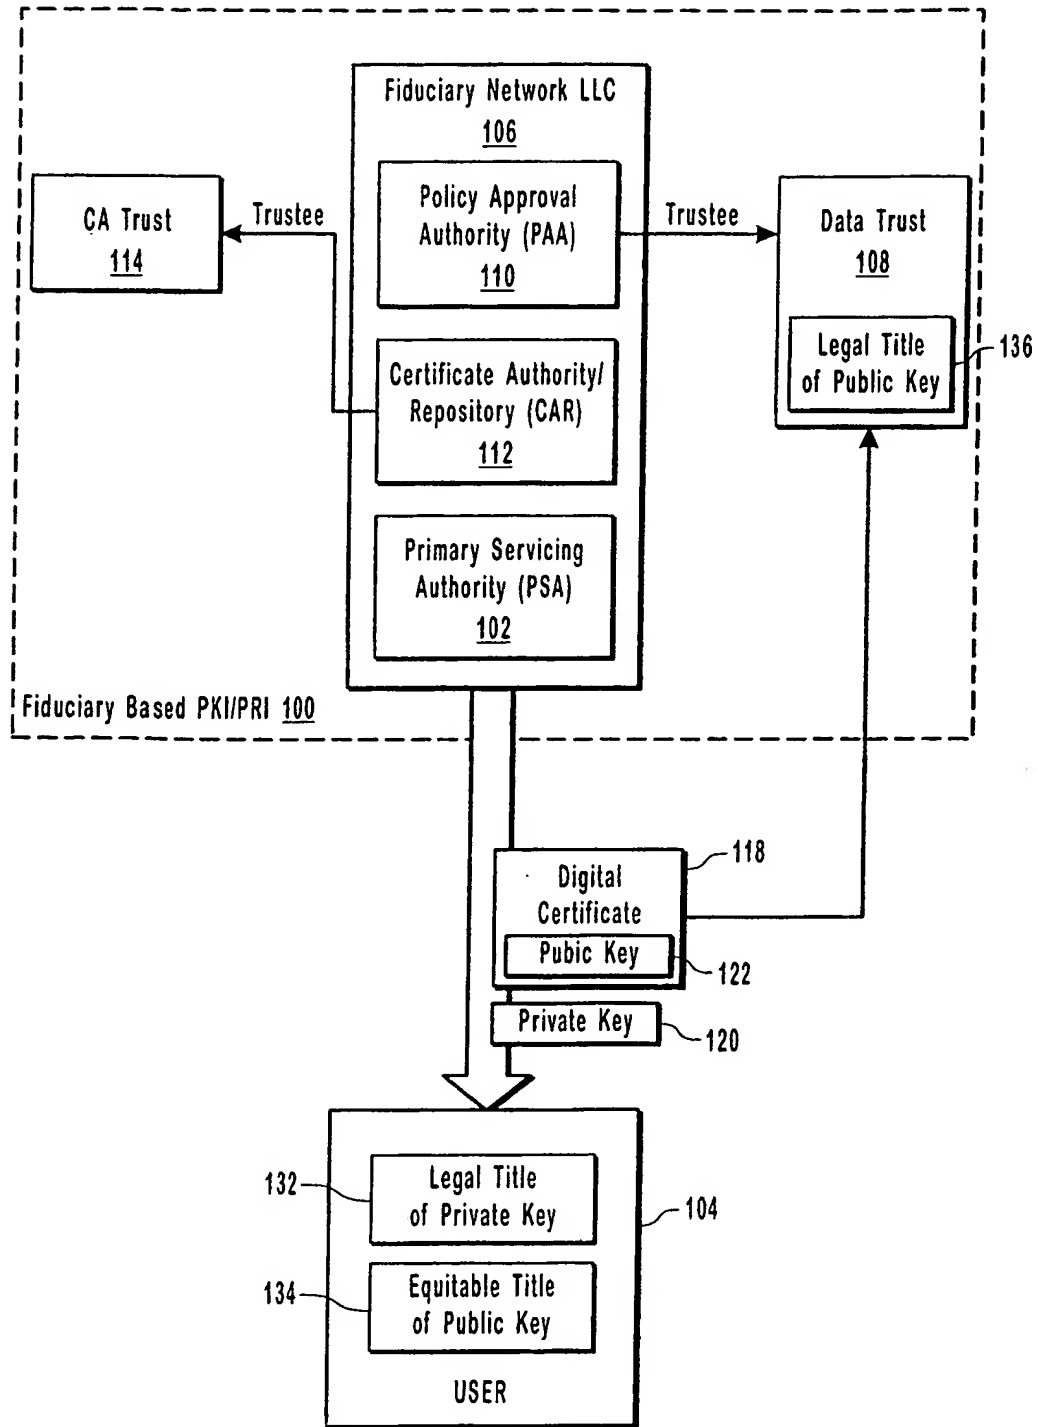 Fiduciary Network LLC
106
CA Trust
114
Trustee
Policy Approval
Authority (PAA)
110
Trustee
Data Trust
108
Legal Title
of Public Key
136
Certificate Authority/
Repository (CAR)
112
Primary Servicing
Authority (PSA)
102
Fiduciary Based PKI/PRI 100
118
Digital
Certificate
Pubic Key
122
Private Key
120
132
Legal Title
of Private Key
104
134
Equitable Title
of Public Key
USER